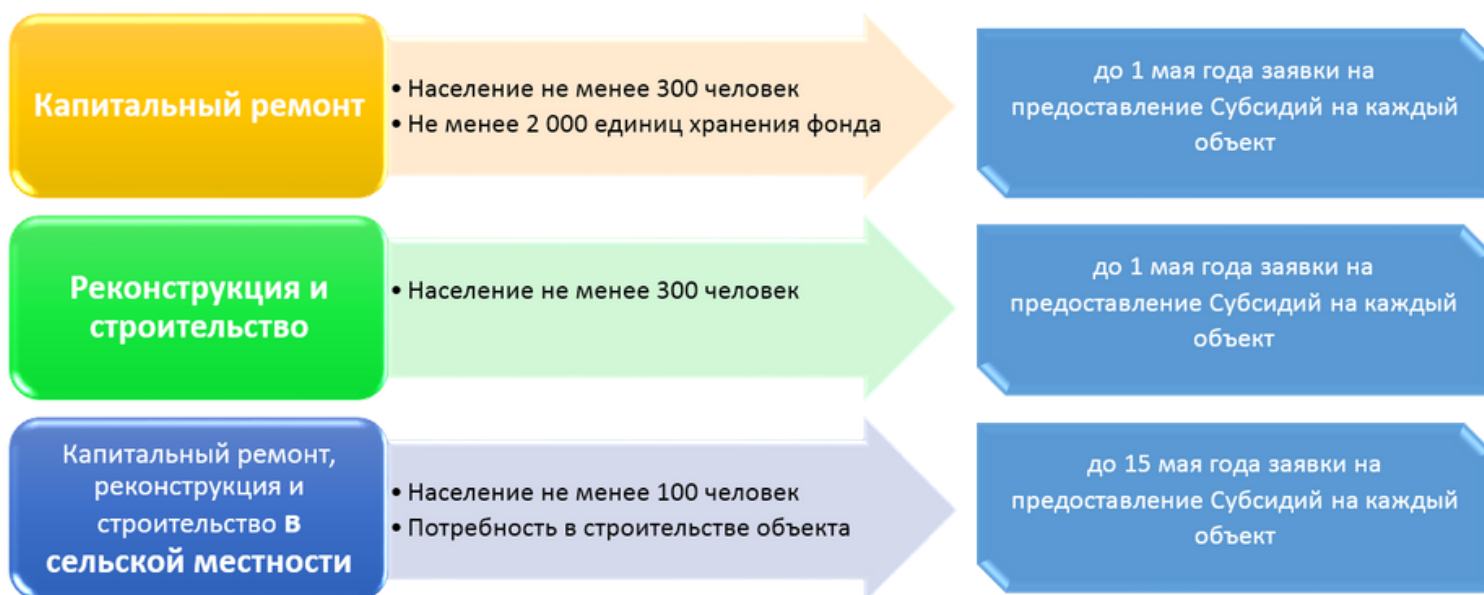 Капитальный ремонт
• Население не менее 300 человек
• Не менее 2 000 единиц хранения фонда
до 1 мая года заявки на
предоставление Субсидий на каждый
объект
Реконструкция и
строительство
• Население не менее 300 человек
до 1 мая года заявки на
предоставление Субсидий на каждый
объект
Капитальный ремонт,
реконструкция и
строительство в
сельской местности
• Население не менее 100 человек
• Потребность в строительстве объекта
до 15 мая года заявки на
предоставление Субсидий на каждый
объект